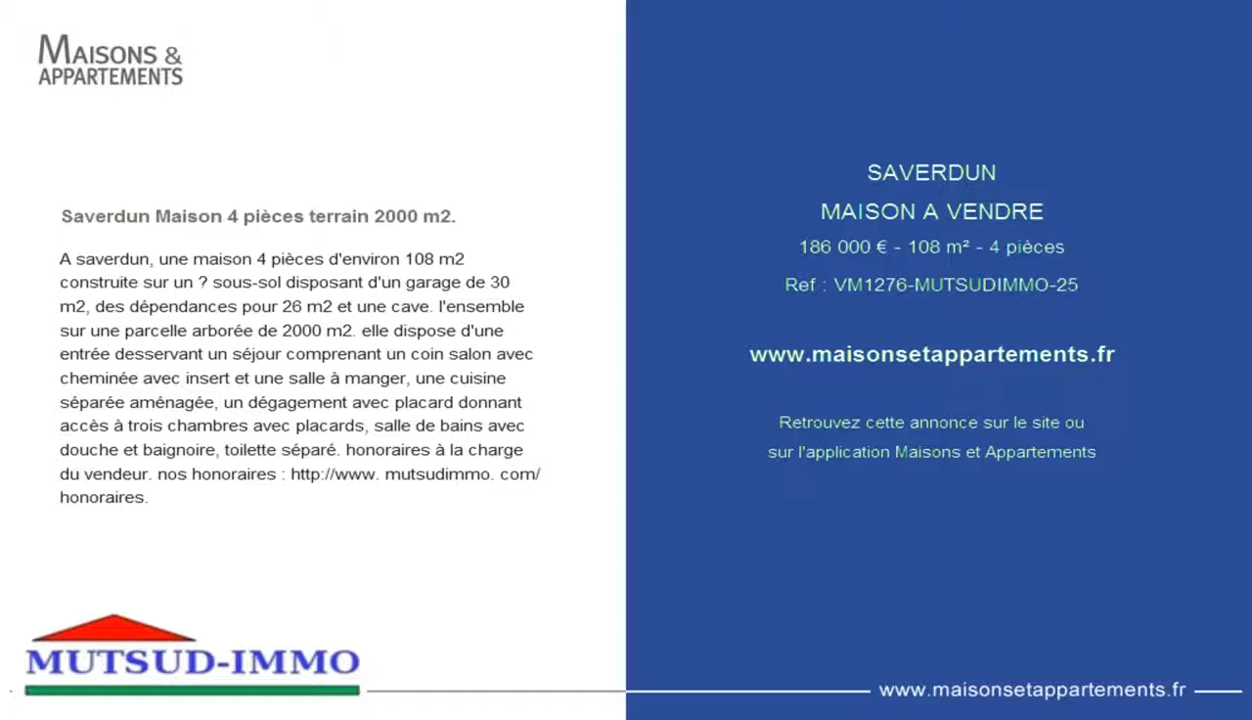 MAISONS &
APPARTEMENTS
Saverdun Maison 4 pièces terrain 2000 m2.
A saverdun, une maison 4 pièces d'environ 108 m2
construite sur un ? sous-sol disposant d'un garage de 30
m2, des dépendances pour 26 m2 et une cave. l'ensemble
sur une parcelle arborée de 2000 m2. elle dispose d'une
entrée desservant un séjour comprenant un coin salon avec
cheminée avec insert et une salle à manger, une cuisine
séparée aménagée, un dégagement avec placard donnant
accès à trois chambres avec placards, salle de bains avec
douche et baignoire, toilette séparé. honoraires à la charge
du vendeur. nos honoraires : http://www. mutsudimmo. com/
honoraires.
MUTSUD-IMMO
SAVERDUN
MAISON A VENDRE
186 000 € - 108 m² - 4 pièces
Ref : VM1276-MUTSUDIMMO-25
www.maisonsetappartements.fr
Retrouvez cette annonce sur le site ou
sur l'application Maisons et Appartements
www.maisonsetappartements.fr